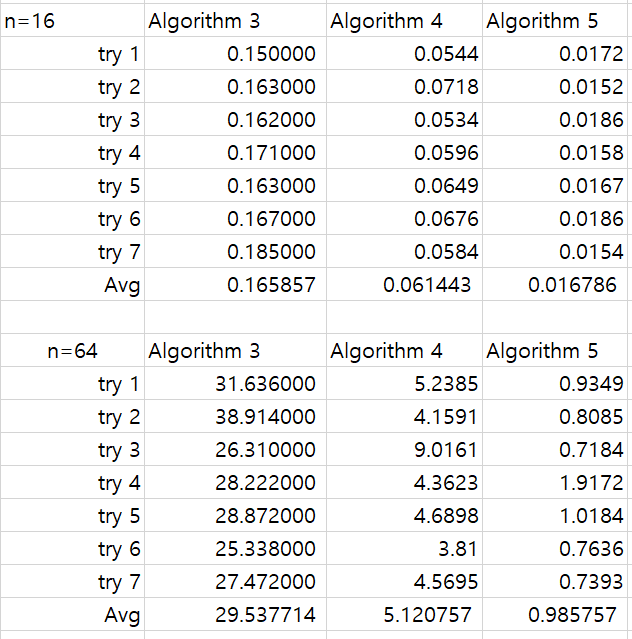 n=16 Algorithm 3 Algorithm 4 Algorithm 5
try 1 0.150000 0.0544 0.0172
try 2 0.163000 0.0718 0.0152
try 3 0.162000 0.0534 0.0186
try 4 0.171000 0.0596 0.0158
try 5 0.163000 0.0649 0.0167
try 6 0.167000 0.0676 0.0186
try 7 0.185000 0.0584 0.0154
Avg 0.165857 0.061443 0.016786
n=64 Algorithm 3 Algorithm 4 Algorithm 5
try 1 31.636000 5.2385 0.9349
try 2 38.914000 4.1591 0.8085
try 3 26.310000 9.0161 0.7184
try 4 28.222000 4.3623 1.9172
try 5 28.872000 4.6898 1.0184
try 6 25.338000 3.81 0.7636
try 7 27.472000 4.5695 0.7393
Avg 29.537714 5.120757 0.985757